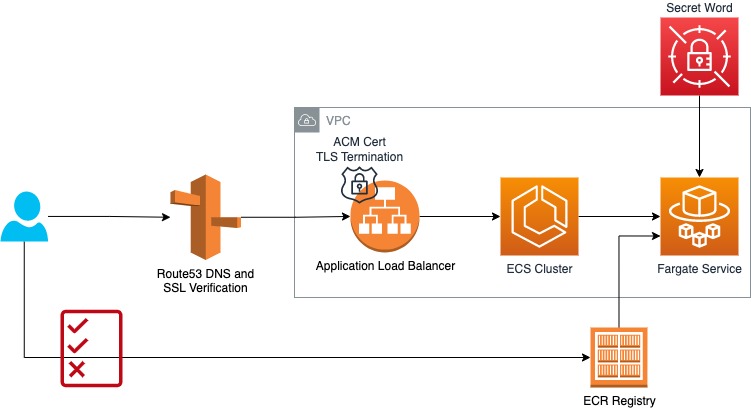 Secret Word
VPC
ACM Cert
TLS Termination
Route53 DNS and
SSL Verification
Application Load Balancer
ECS Cluster
Fargate Service
ECR Registry